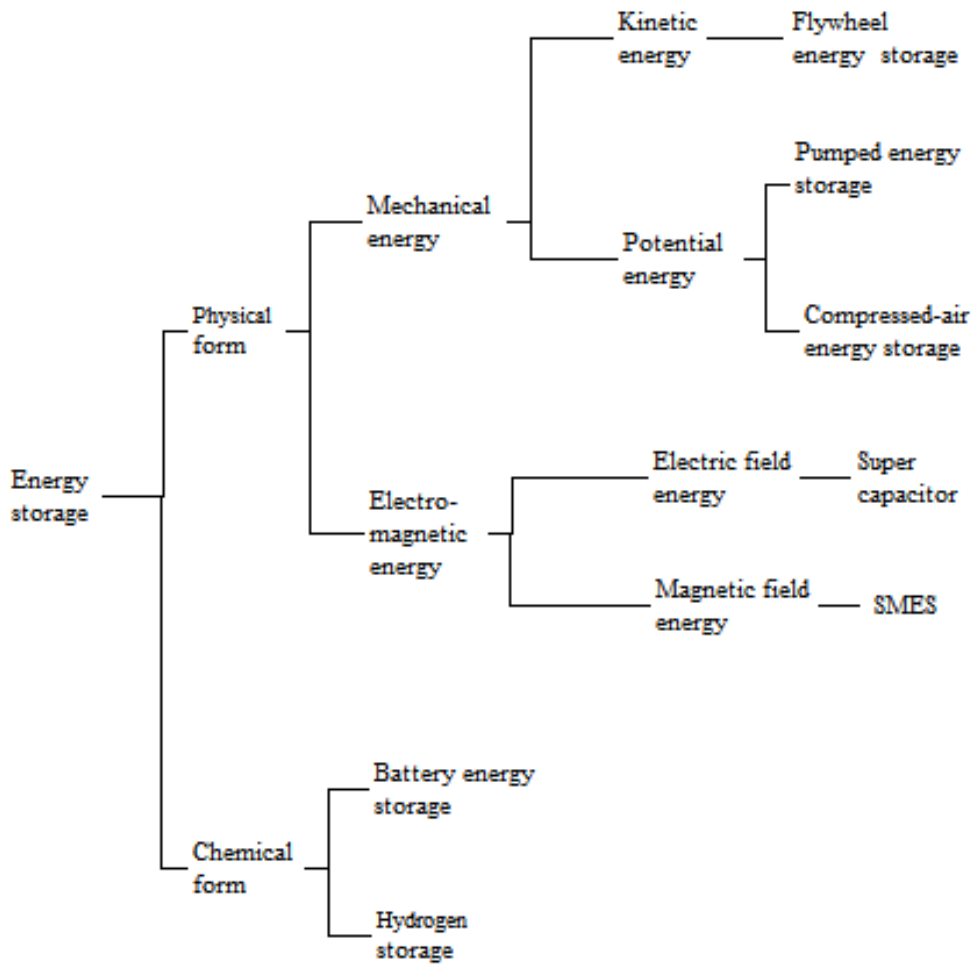 Kinetic
energy
Flywheel
energy storage
Pumped energy
storage
Mechanical
energy
Potential
energy
Compressed-air
energy storage
Physical
form
Energy
storage
Electric field
energy
Super
capacitor
Electro-
magnetic
energy
Magnetic field
energy
SMES
Battery energy
storage
Chemical
form
Hydrogen
storage